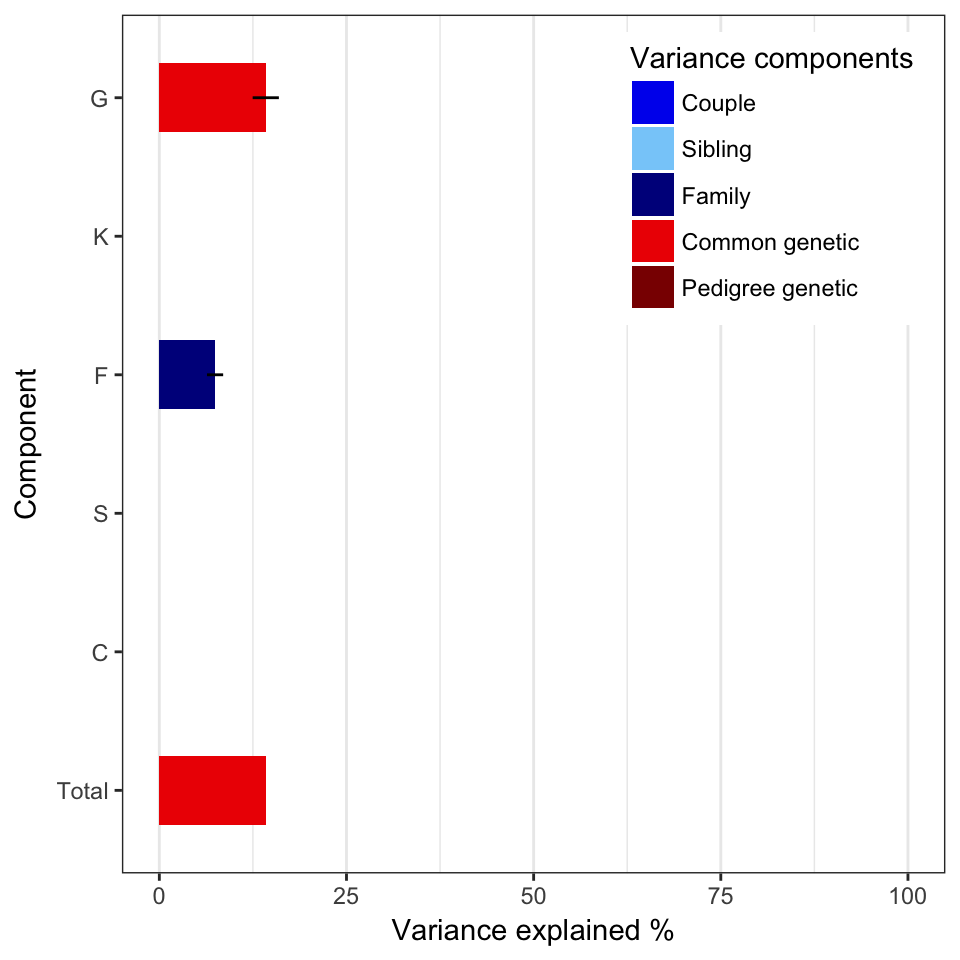 Variance components
Couple
Sibling
Family
Common genetic
Pedigree genetic
Component
G
K
F
S
C
Total
0 25 50 75 100
Variance explained %